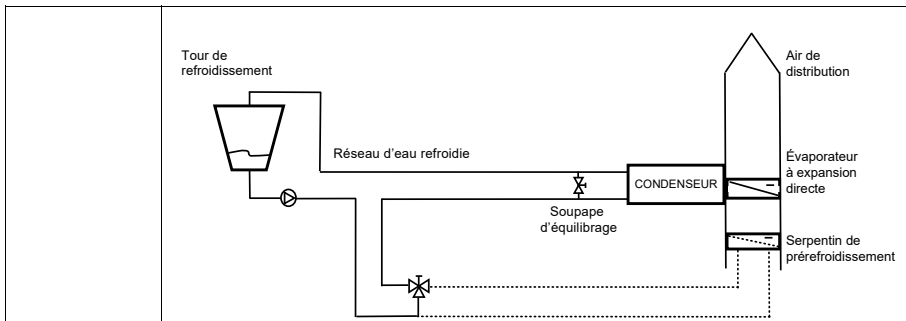 Tour de
refroidissement
Air de
distribution
Réseau d'eau refroidie
Évaporateur
à expansion
directe
CONDENSEUR
Soupape
d'équilibrage
Serpentin de
prérefroidissement